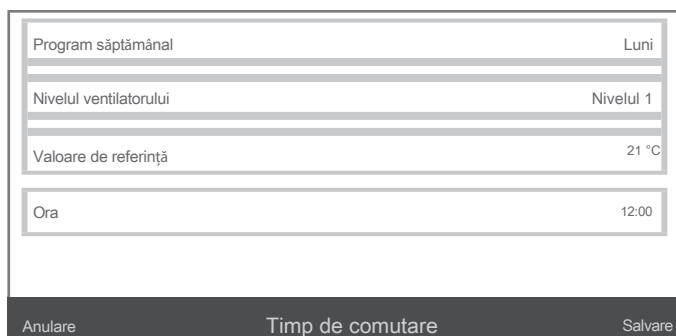 Program săptămânal Luni
Nivelul ventilatorului Nivelul 1
Valoare de referință 21 °C
Ora 12:00
Anulare Timp de comutare Salvare